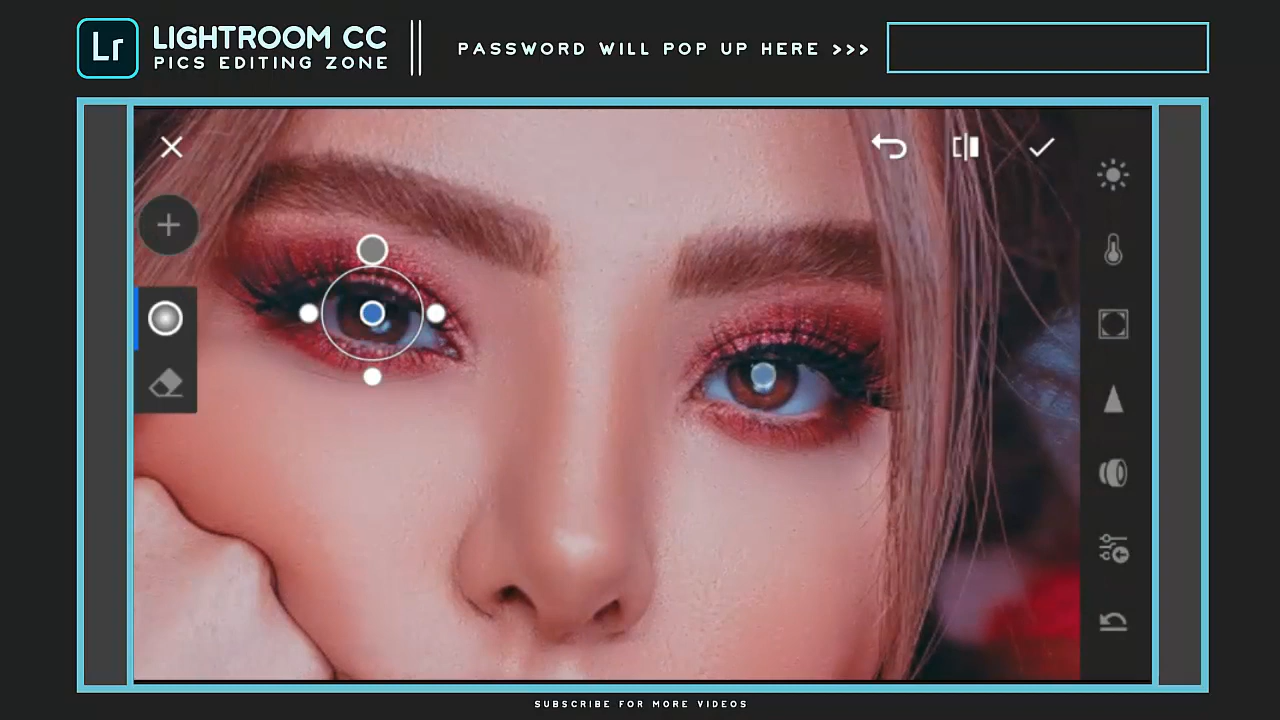 Lr
LIGHTROOM CC
PICS EDITING ZONE
PASSWORD WILL POP UP HERE >>>
SUBSCRIBE FOR MORE VIDEOS